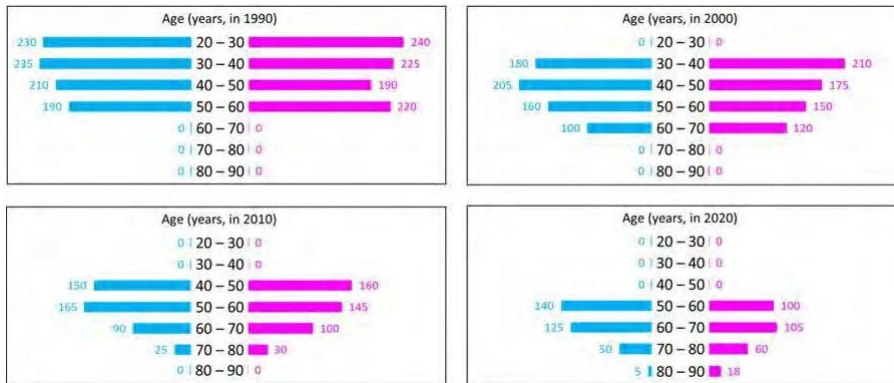 Age (years, in 1990)
230 20 – 30 240
235 30 – 40 225
210 40 – 50 190
190 50 – 60 220
0 60 – 70 0
0 70 – 80 0
0 80 – 90 0
Age (years, in 2000)
0 20 – 30 0
180 30 – 40 210
205 40 – 50 175
160 50 – 60 150
100 60 – 70 120
0 70 – 80 0
0 80 – 90 0
Age (years, in 2010)
0 20 – 30 0
0 30 – 40 0
150 40 – 50 160
165 50 – 60 145
90 60 – 70 100
25 70 – 80 30
0 80 – 90 0
Age (years, in 2020)
0 20 – 30 0
0 30 – 40 0
0 40 – 50 0
140 50 – 60 100
125 60 – 70 105
50 70 – 80 60
5 80 – 90 18